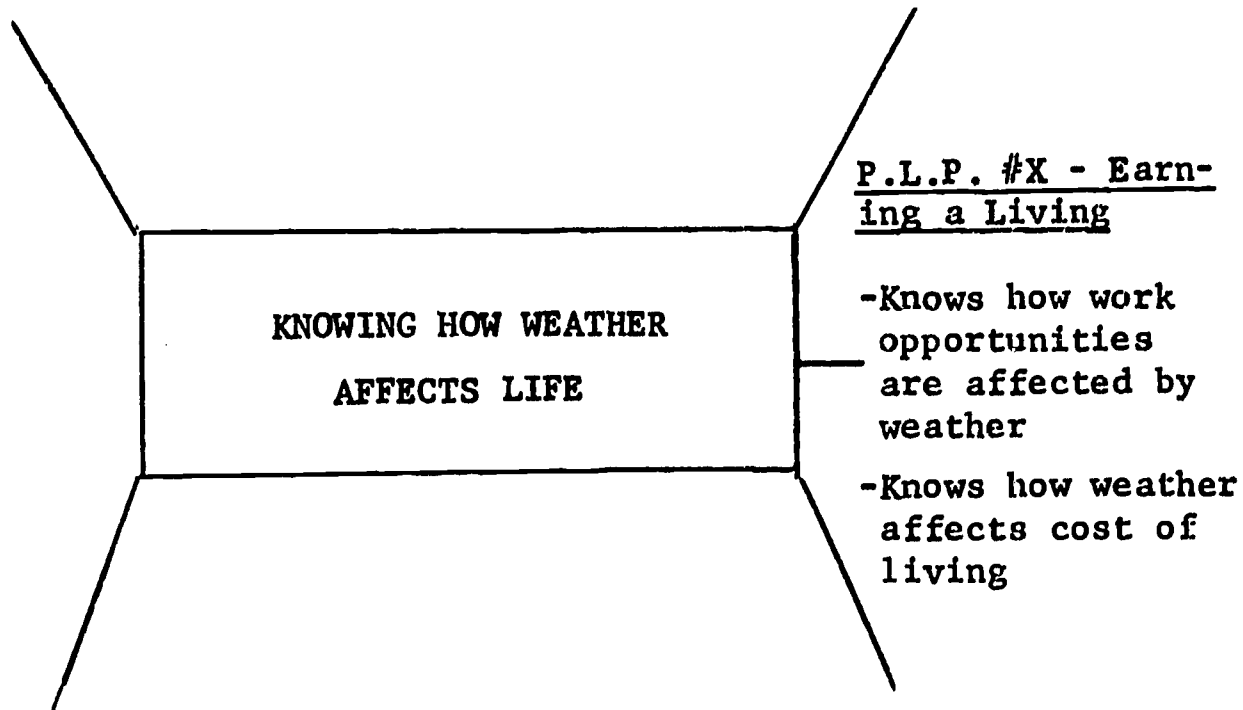 KNOWING HOW WEATHER
AFFECTS LIFE
P.L.P. #X - Earn-
ing a Living
-Knows how work
opportunities
are affected by
weather
-Knows how weather
affects cost of
living